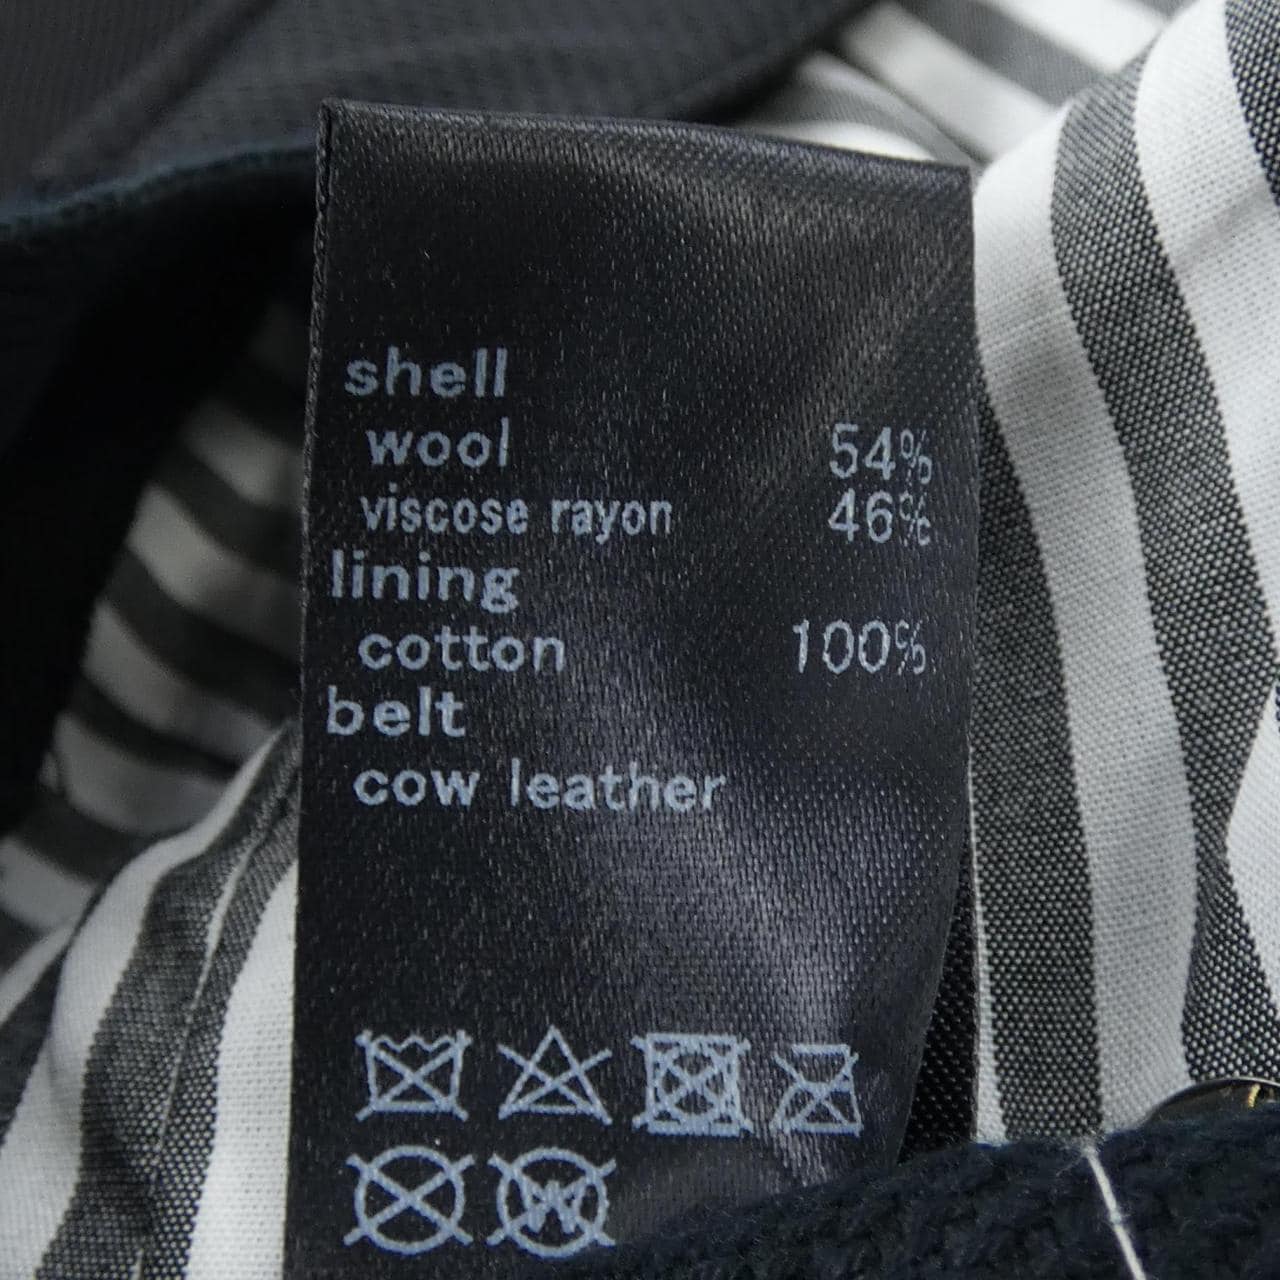 shell
wool 54%
viscose rayon 46%
lining
cotton 100%
belt
cow leather
W